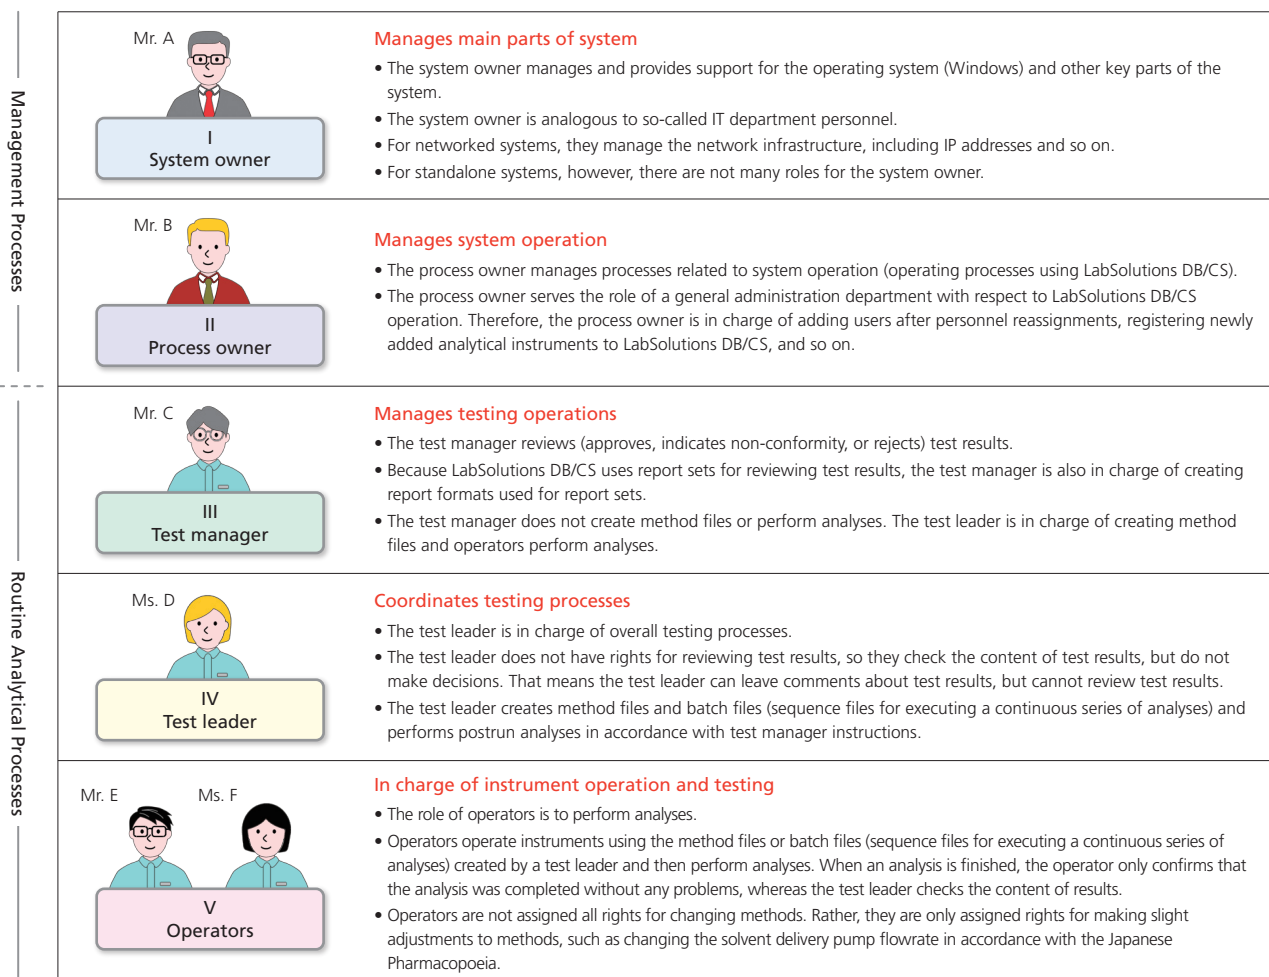 Management Processes
Mr. A
I
System owner
Manages main parts of system
• The system owner manages and provides support for the operating system (Windows) and other key parts of the
system.
• The system owner is analogous to so-called IT department personnel.
• For networked systems, they manage the network infrastructure, including IP addresses and so on.
• For standalone systems, however, there are not many roles for the system owner.
Mr. B
II
Process owner
Manages system operation
• The process owner manages processes related to system operation (operating processes using LabSolutions DB/CS).
• The process owner serves the role of a general administration department with respect to LabSolutions DB/CS
operation. Therefore, the process owner is in charge of adding users after personnel reassignments, registering newly
added analytical instruments to LabSolutions DB/CS, and so on.
Routine Analytical Processes
Mr. C
III
Test manager
Manages testing operations
• The test manager reviews (approves, indicates non-conformity, or rejects) test results.
• Because LabSolutions DB/CS uses report sets for reviewing test results, the test manager is also in charge of creating
report formats used for report sets.
• The test manager does not create method files or perform analyses. The test leader is in charge of creating method
files and operators perform analyses.
Ms. D
IV
Test leader
Coordinates testing processes
• The test leader is in charge of overall testing processes.
• The test leader does not have rights for reviewing test results, so they check the content of test results, but do not
make decisions. That means the test leader can leave comments about test results, but cannot review test results.
• The test leader creates method files and batch files (sequence files for executing a continuous series of analyses) and
performs postrun analyses in accordance with test manager instructions.
Mr. E
Ms. F
V
Operators
In charge of instrument operation and testing
• The role of operators is to perform analyses.
• Operators operate instruments using the method files or batch files (sequence files for executing a continuous series of
analyses) created by a test leader and then perform analyses. When an analysis is finished, the operator only confirms that
the analysis was completed without any problems, whereas the test leader checks the content of results.
• Operators are not assigned all rights for changing methods. Rather, they are only assigned rights for making slight
adjustments to methods, such as changing the solvent delivery pump flowrate in accordance with the Japanese
Pharmacopoeia.